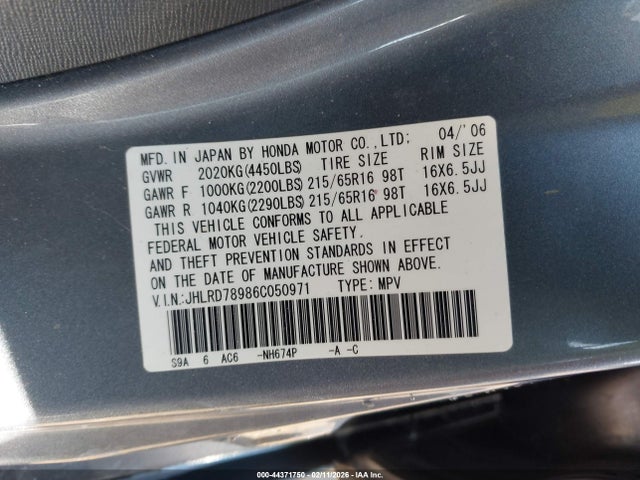 MFD. IN JAPAN BY HONDA MOTOR CO.,LTD: 04/'06
GVWR 2020KG(4450LBS) TIRE SIZE RIM SIZE
GAWR F 1000KG(2200LBS) 215/65R16 98T 16X6.5JJ
GAWR R 1040KG(2290LBS) 215/65R16 98T 16X6.5JJ
THIS VEHICLE CONFORMS TO ALL APPLICABLE
FEDERAL MOTOR VEHICLE SAFETY.
AND THEFT PREVENTION STANDARDS IN EFFECT
ON THE DATE OF MANUFACTURE SHOWN ABOVE.
V.I.N.:JHLRD78986C050971 TYPE: MPV
S9A 6 AC6 -NH674P -A -C
000-44371750 - 02/11/2026 - IAA Inc.